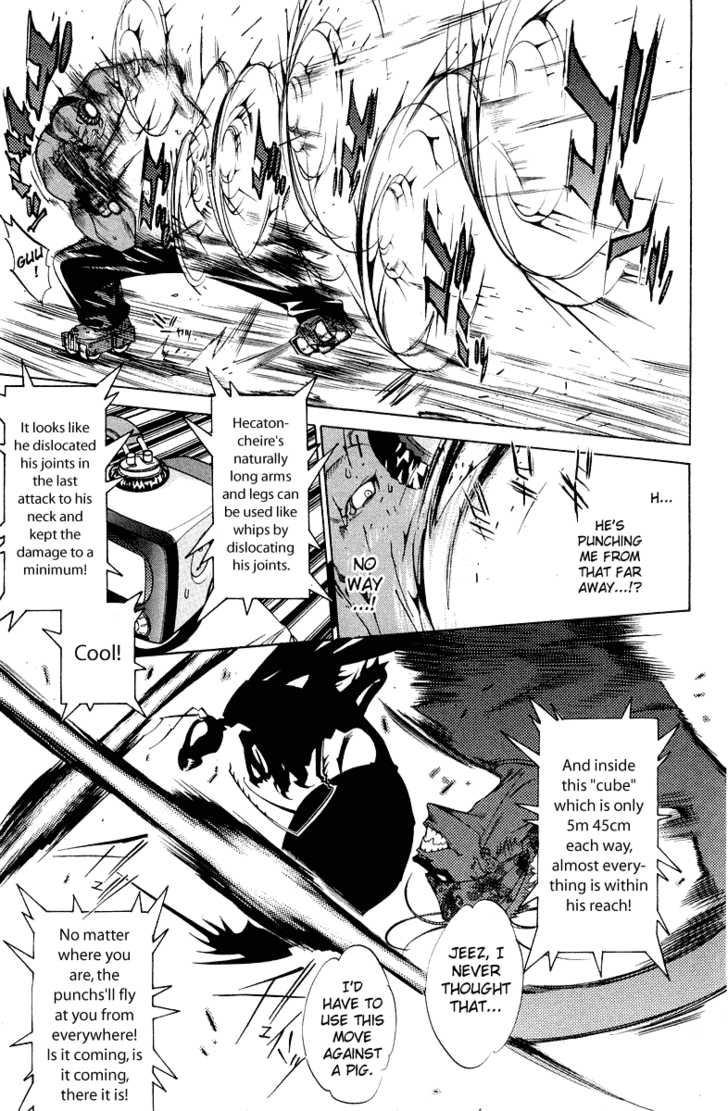 GUU
!
H...
HE'S
PUNCHING
ME FROM
THAT FAR
AWAY...!?
NO
WAY
...!
Hecaton-
cheire's
naturally
long arms
and legs can
be used like
whips by
dislocating
his joints.
It looks like
he dislocated
his joints in
the last
attack to his
neck and
kept the
damage to a
minimum!
Cool!
And inside
this "cube"
which is only
5m 45cm
each way,
almost every-
thing is within
his reach!
JEEZ, I
NEVER
THOUGHT
THAT...
I'D
HAVE TO
USE THIS
MOVE
AGAINST
A PIG.
No matter
where you
are, the
punchs'll fly
at you from
everywhere!
Is it coming, is
it coming,
there it is!